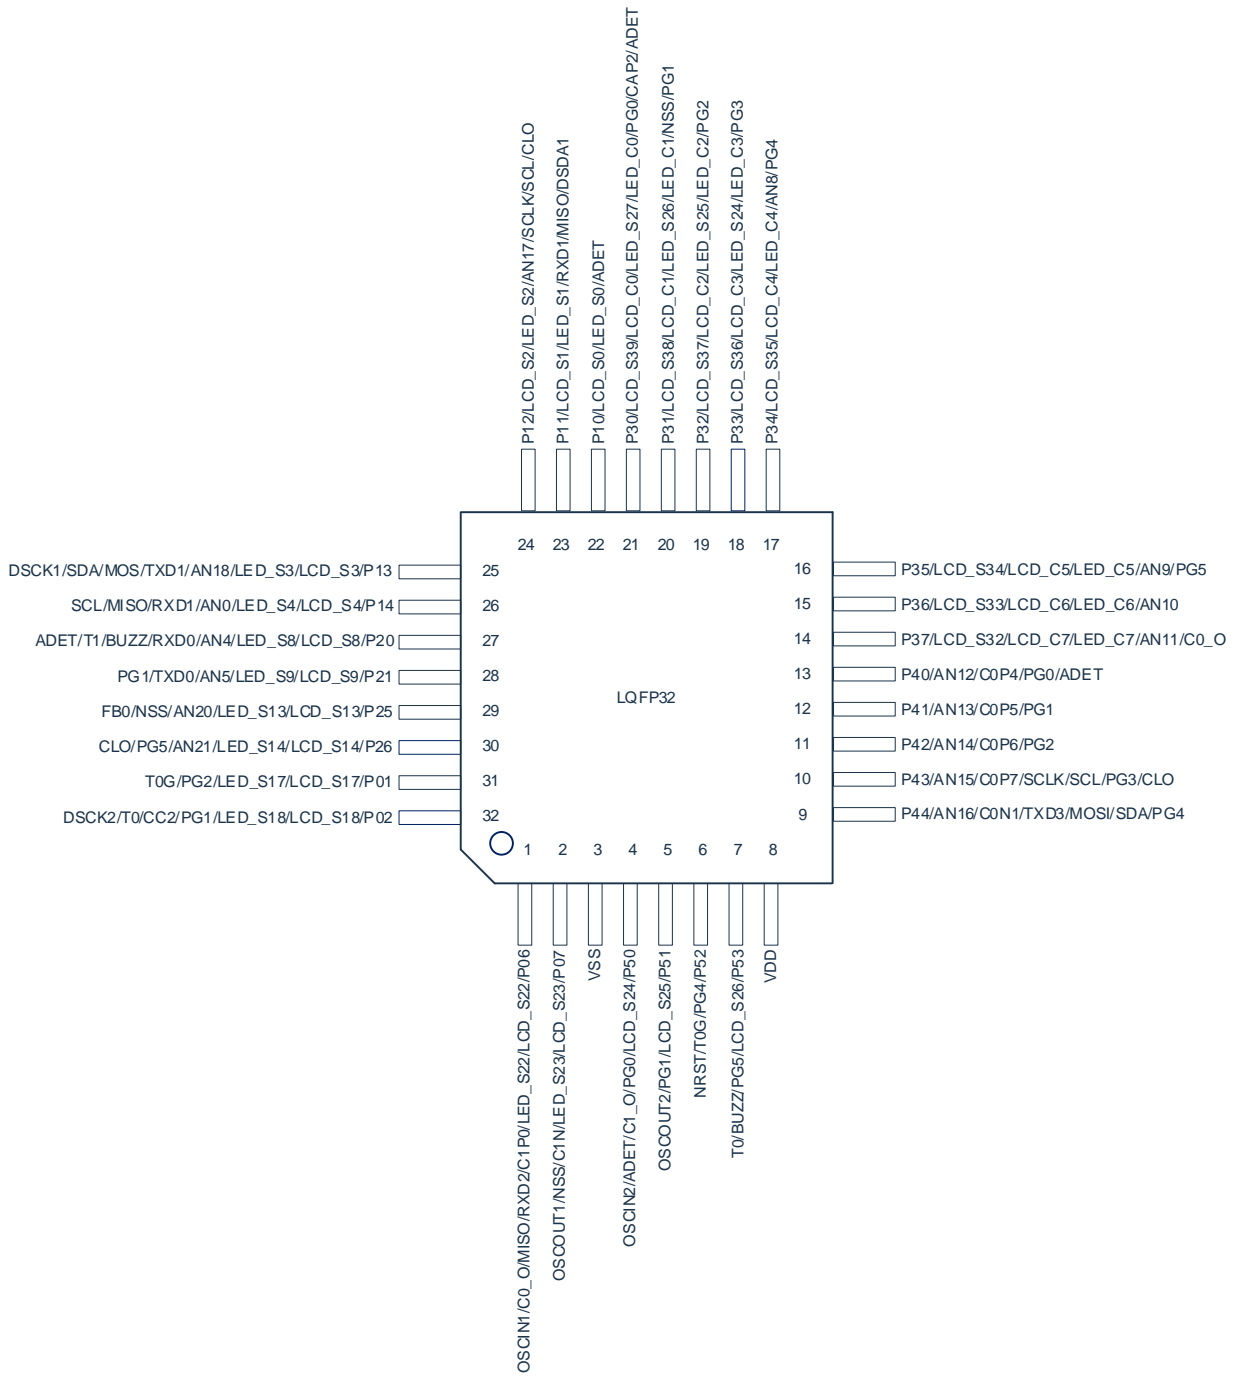 P12/LCD_S2/LED_S2/AN17/SCLK/SCL/CLO
P11/LCD_S1/LED_S1/RXD1/MISO/DSDA1
P10/LCD_S0/LED_S0/ADET
P30/LCD_S39/LCD_C0/LED_S27/LED_C0/PG0/CAP2/ADET
P31/LCD_S38/LCD_C1/LED_S26/LED_C1/NSS/PG1
P32/LCD_S37/LCD_C2/LED_S25/LED_C2/PG2
P33/LCD_S36/LCD_C3/LED_S24/LED_C3/PG3
P34/LCD_S35/LCD_C4/LED_C4/AN8/PG4
24 23 22 21 20 19 18 17
DSCK1/SDA/MOS/TXD1/AN18/LED_S3/LCD_S3/P13 25
SCL/MISO/RXD1/AN0/LED_S4/LCD_S4/P14 26
ADET/T1/BUZZ/RXD0/AN4/LED_S8/LCD_S8/P20 27
PG1/TXD0/AN5/LED_S9/LCD_S9/P21 28
FB0/NSS/AN20/LED_S13/LCD_S13/P25 29
CLO/PG5/AN21/LED_S14/LCD_S14/P26 30
T0G/PG2/LED_S17/LCD_S17/P01 31
DSCK2/T0/CC2/PG1/LED_S18/LCD_S18/P02 32
LQFP32
16 P35/LCD_S34/LCD_C5/LED_C5/AN9/PG5
15 P36/LCD_S33/LCD_C6/LED_C6/AN10
14 P37/LCD_S32/LCD_C7/LED_C7/AN11/C0_O
13 P40/AN12/C0P4/PG0/ADET
12 P41/AN13/C0P5/PG1
11 P42/AN14/C0P6/PG2
10 P43/AN15/C0P7/SCLK/SCL/PG3/CLO
9 P44/AN16/C0N1/TXD3/MOSI/SDA/PG4
1 2 3 4 5 6 7 8
OSCIN1/C0_O/MISO/RXD2/C1P0/LED_S22/LCD_S22/P06
OSCOUT1/NSS/C1N/LED_S23/LCD_S23/P07
VSS
OSCIN2/ADET/C1_O/PG0/LCD_S24/P50
OSCOUT2/PG1/LCD_S25/P51
NRST/T0G/PG4/P52
T0/BUZZ/PG5/LCD_S26/P53
VDD